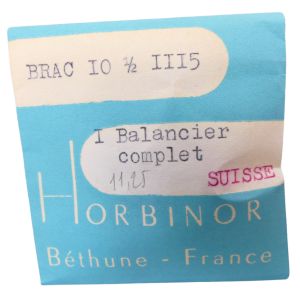 BRAC 10 ½ III5
I Balancier
complet
11,25
SUISSE
HORBINOR
Béthune - France